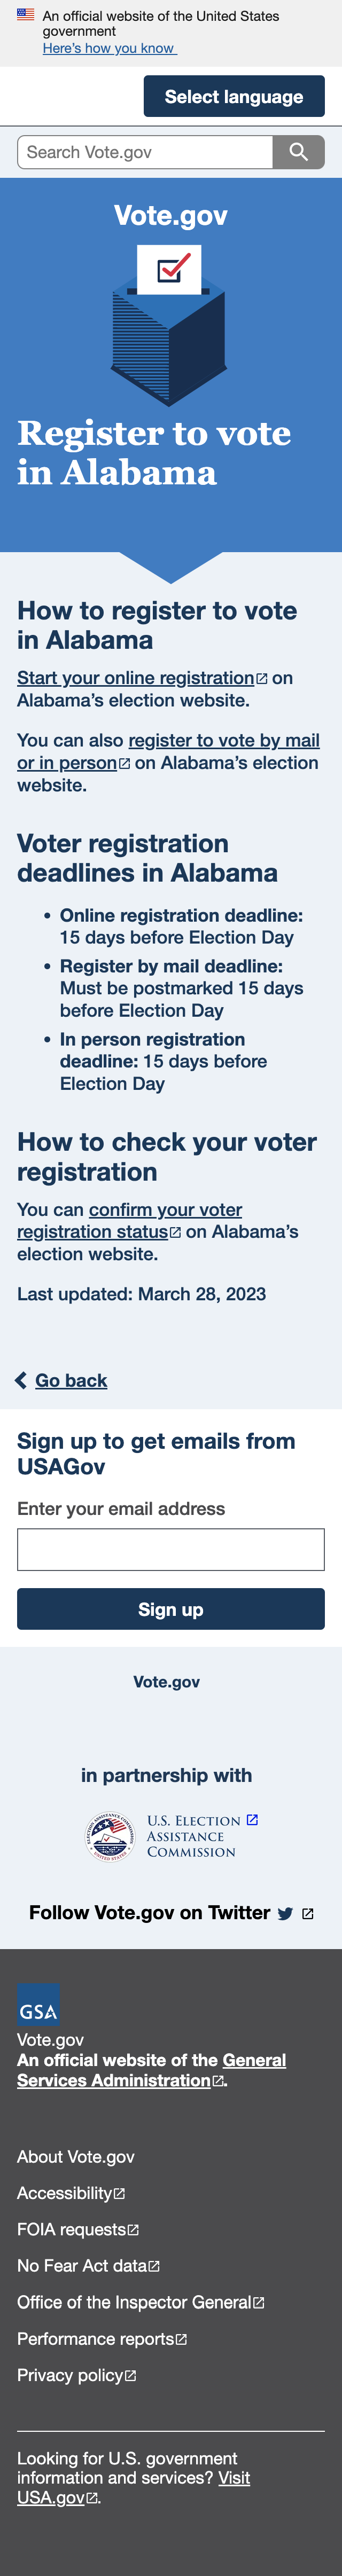 An official website of the United States
government
Here's how you know
Select language
Search Vote.gov
Vote.gov
Register to vote
in Alabama
How to register to vote
in Alabama
Start your online registration on
Alabama's election website.
You can also register to vote by mail
or in person on Alabama's election
website.
Voter registration
deadlines in Alabama
• Online registration deadline:
15 days before Election Day
• Register by mail deadline:
Must be postmarked 15 days
before Election Day
• In person registration
deadline: 15 days before
Election Day
How to check your voter
registration
You can confirm your voter
registration status on Alabama's
election website.
Last updated: March 28, 2023
Go back
Sign up to get emails from
USAGov
Enter your email address
Sign up
Vote.gov
in partnership with
U.S. ELECTION
ASSISTANCE
COMMISSION
Follow Vote.gov on Twitter
GSA
Vote.gov
An official website of the General
Services Administration.
About Vote.gov
Accessibility
FOIA requests
No Fear Act data
Office of the Inspector General
Performance reports
Privacy policy
Looking for U.S. government
information and services? Visit
USA.gov.